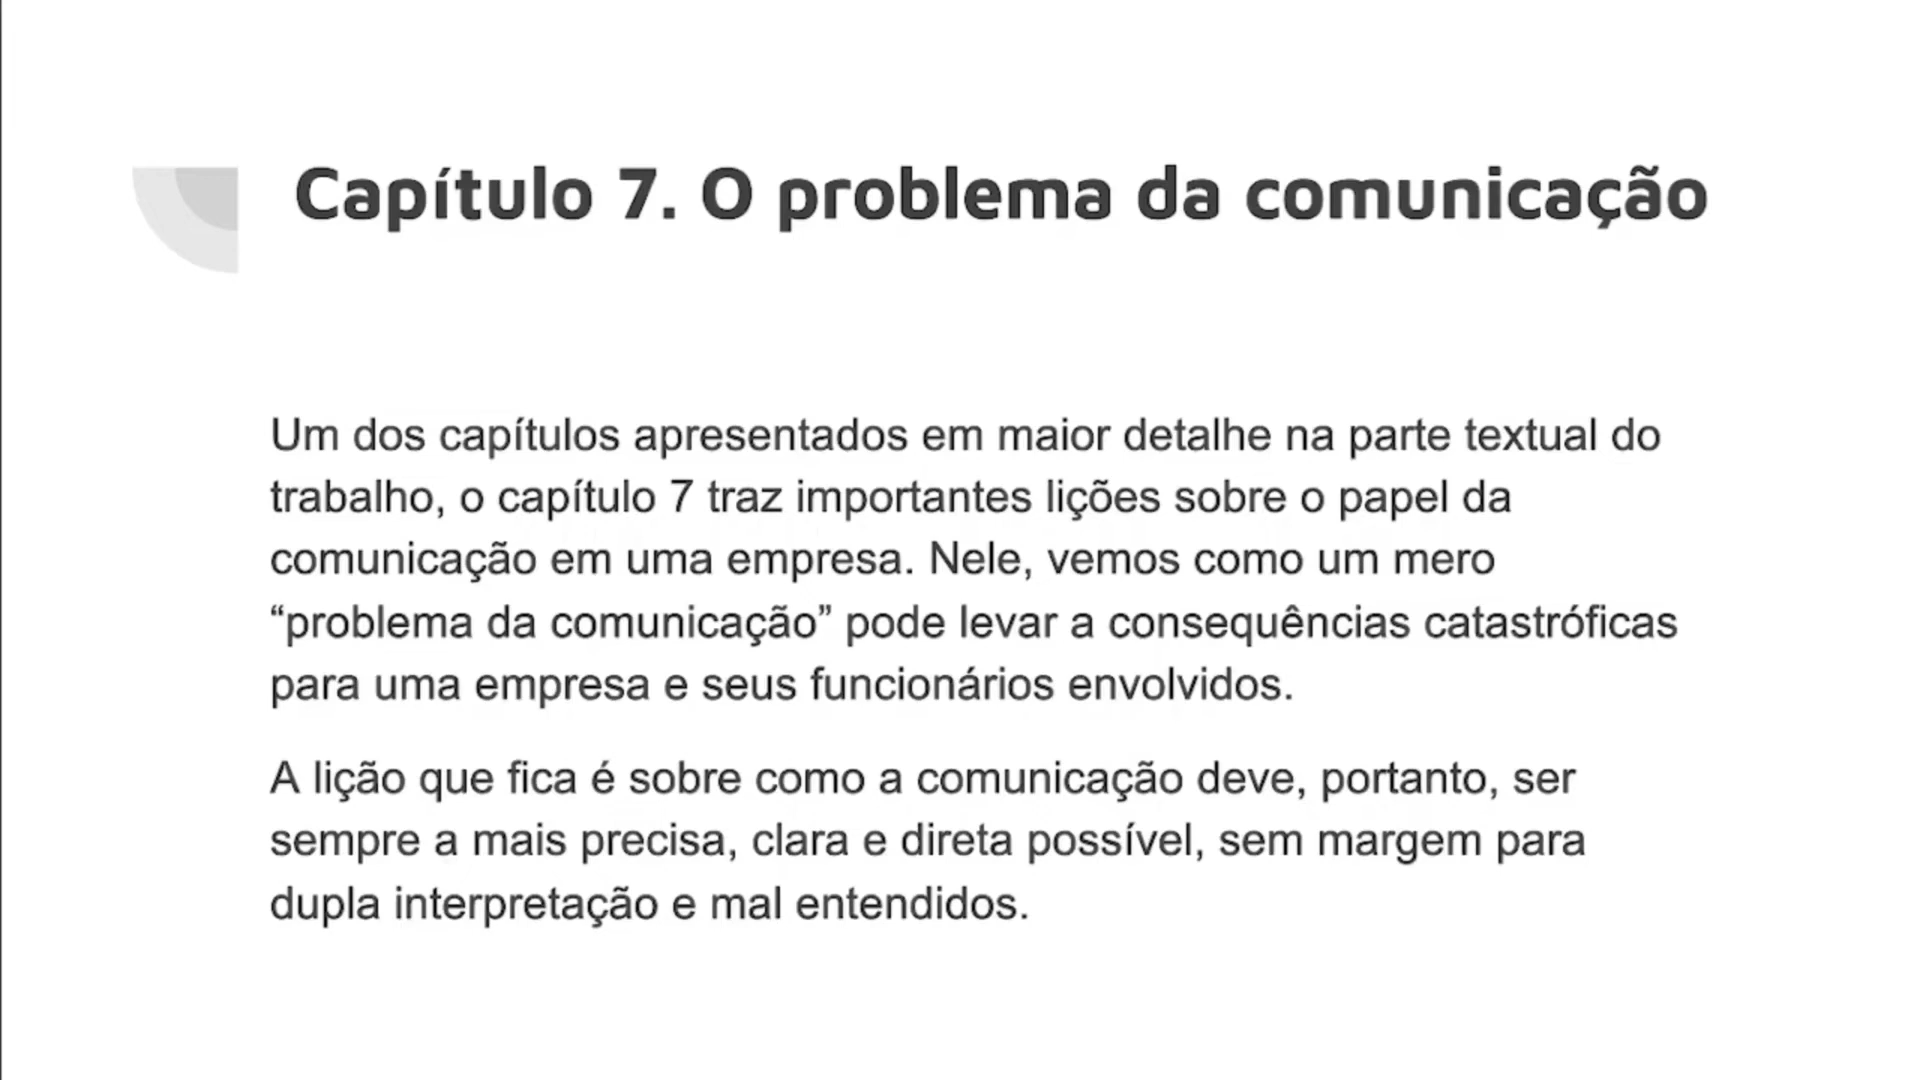 Capítulo 7. O problema da comunicação
Um dos capítulos apresentados em maior detalhe na parte textual do
trabalho, o capítulo 7 traz importantes lições sobre o papel da
comunicação em uma empresa. Nele, vemos como um mero
“problema da comunicação” pode levar a consequências catastróficas
para uma empresa e seus funcionários envolvidos.
A lição que fica é sobre como a comunicação deve, portanto, ser
sempre a mais precisa, clara e direta possível, sem margem para
dupla interpretação e mal entendidos.